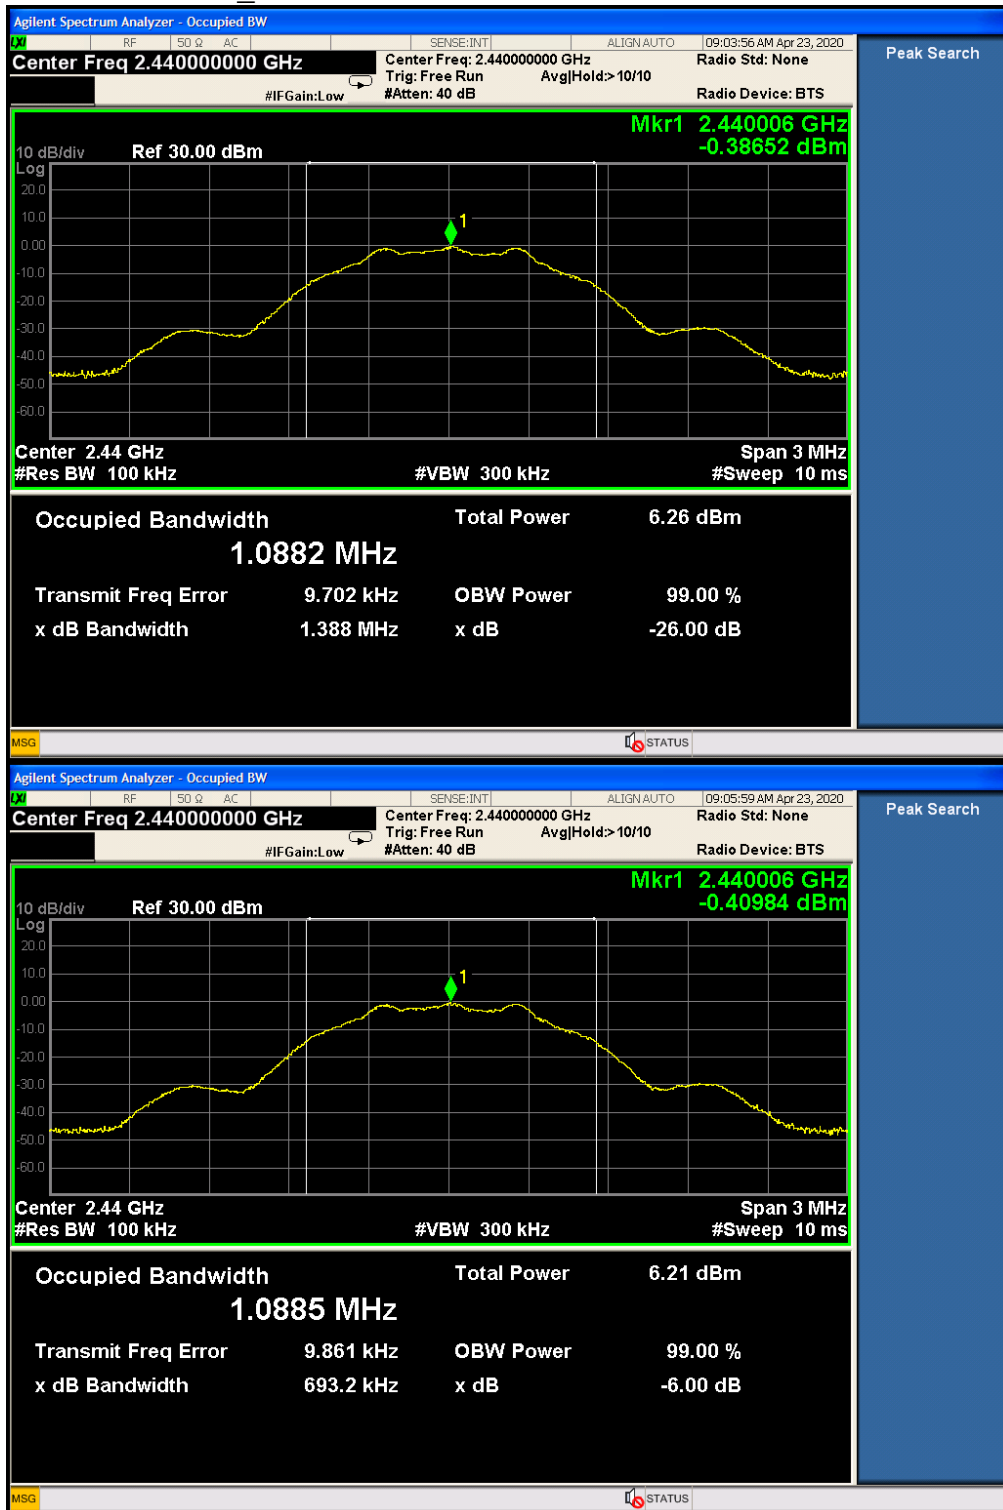 Agilent Spectrum Analyzer - Occupied BW
LXI RF 50 Ω AC SENSE:INT ALIGN AUTO 09:03:56 AM Apr 23, 2020
Center Freq 2.440000000 GHz Center Freq: 2.440000000 GHz Radio Std: None Peak Search
Trig: Free Run Avg|Hold:> 10/10
#IFGain:Low #Atten: 40 dB Radio Device: BTS
Mkr1 2.440006 GHz
10 dB/div Ref 30.00 dBm -0.38652 dBm
Log
20.0
10.0
1
0.00
-10.0
-20.0
-30.0
-40.0
-50.0
-60.0
Center 2.44 GHz Span 3 MHz
#Res BW 100 kHz #VBW 300 kHz #Sweep 10 ms
Occupied Bandwidth Total Power 6.26 dBm
1.0882 MHz
Transmit Freq Error 9.702 kHz OBW Power 99.00 %
x dB Bandwidth 1.388 MHz x dB -26.00 dB
MSG STATUS
Agilent Spectrum Analyzer - Occupied BW
LXI RF 50 Ω AC SENSE:INT ALIGN AUTO 09:05:59 AM Apr 23, 2020
Center Freq 2.440000000 GHz Center Freq: 2.440000000 GHz Radio Std: None Peak Search
Trig: Free Run Avg|Hold:> 10/10
#IFGain:Low #Atten: 40 dB Radio Device: BTS
Mkr1 2.440006 GHz
10 dB/div Ref 30.00 dBm -0.40984 dBm
Log
20.0
10.0
1
0.00
-10.0
-20.0
-30.0
-40.0
-50.0
-60.0
Center 2.44 GHz Span 3 MHz
#Res BW 100 kHz #VBW 300 kHz #Sweep 10 ms
Occupied Bandwidth Total Power 6.21 dBm
1.0885 MHz
Transmit Freq Error 9.861 kHz OBW Power 99.00 %
x dB Bandwidth 693.2 kHz x dB -6.00 dB
MSG STATUS